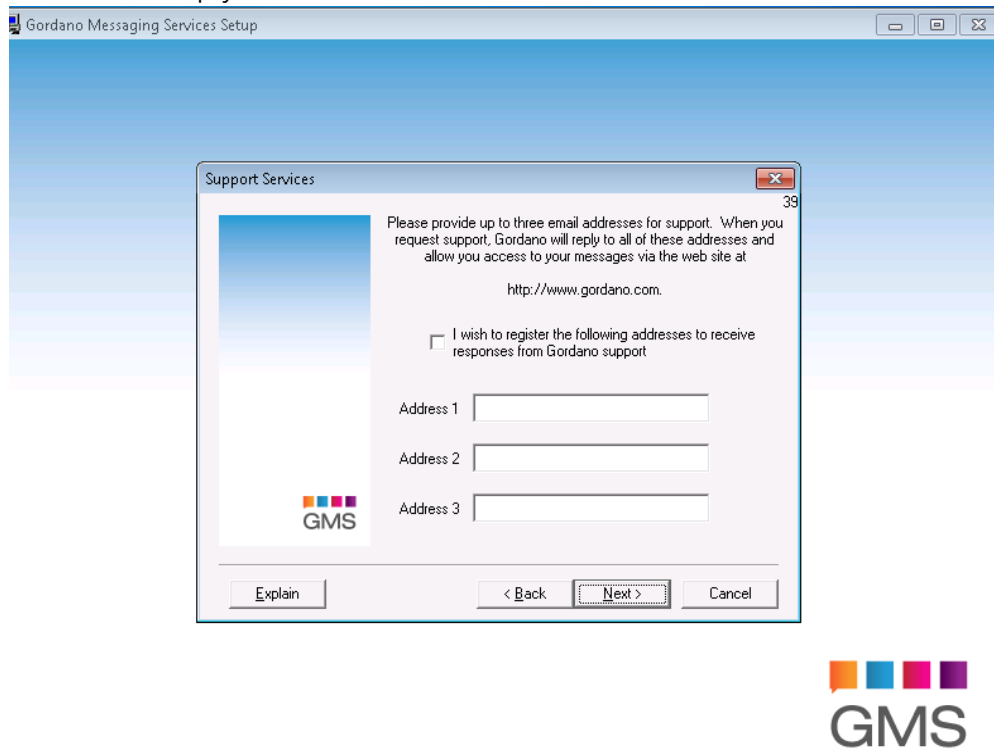 Gordano Messaging Services Setup
Support Services
39
Please provide up to three email addresses for support. When you
request support, Gordano will reply to all of these addresses and
allow you access to your messages via the web site at
http://www.gordano.com.
I wish to register the following addresses to receive
responses from Gordano support
Address 1
Address 2
Address 3
GMS
Explain
< Back
Next >
Cancel
GMS